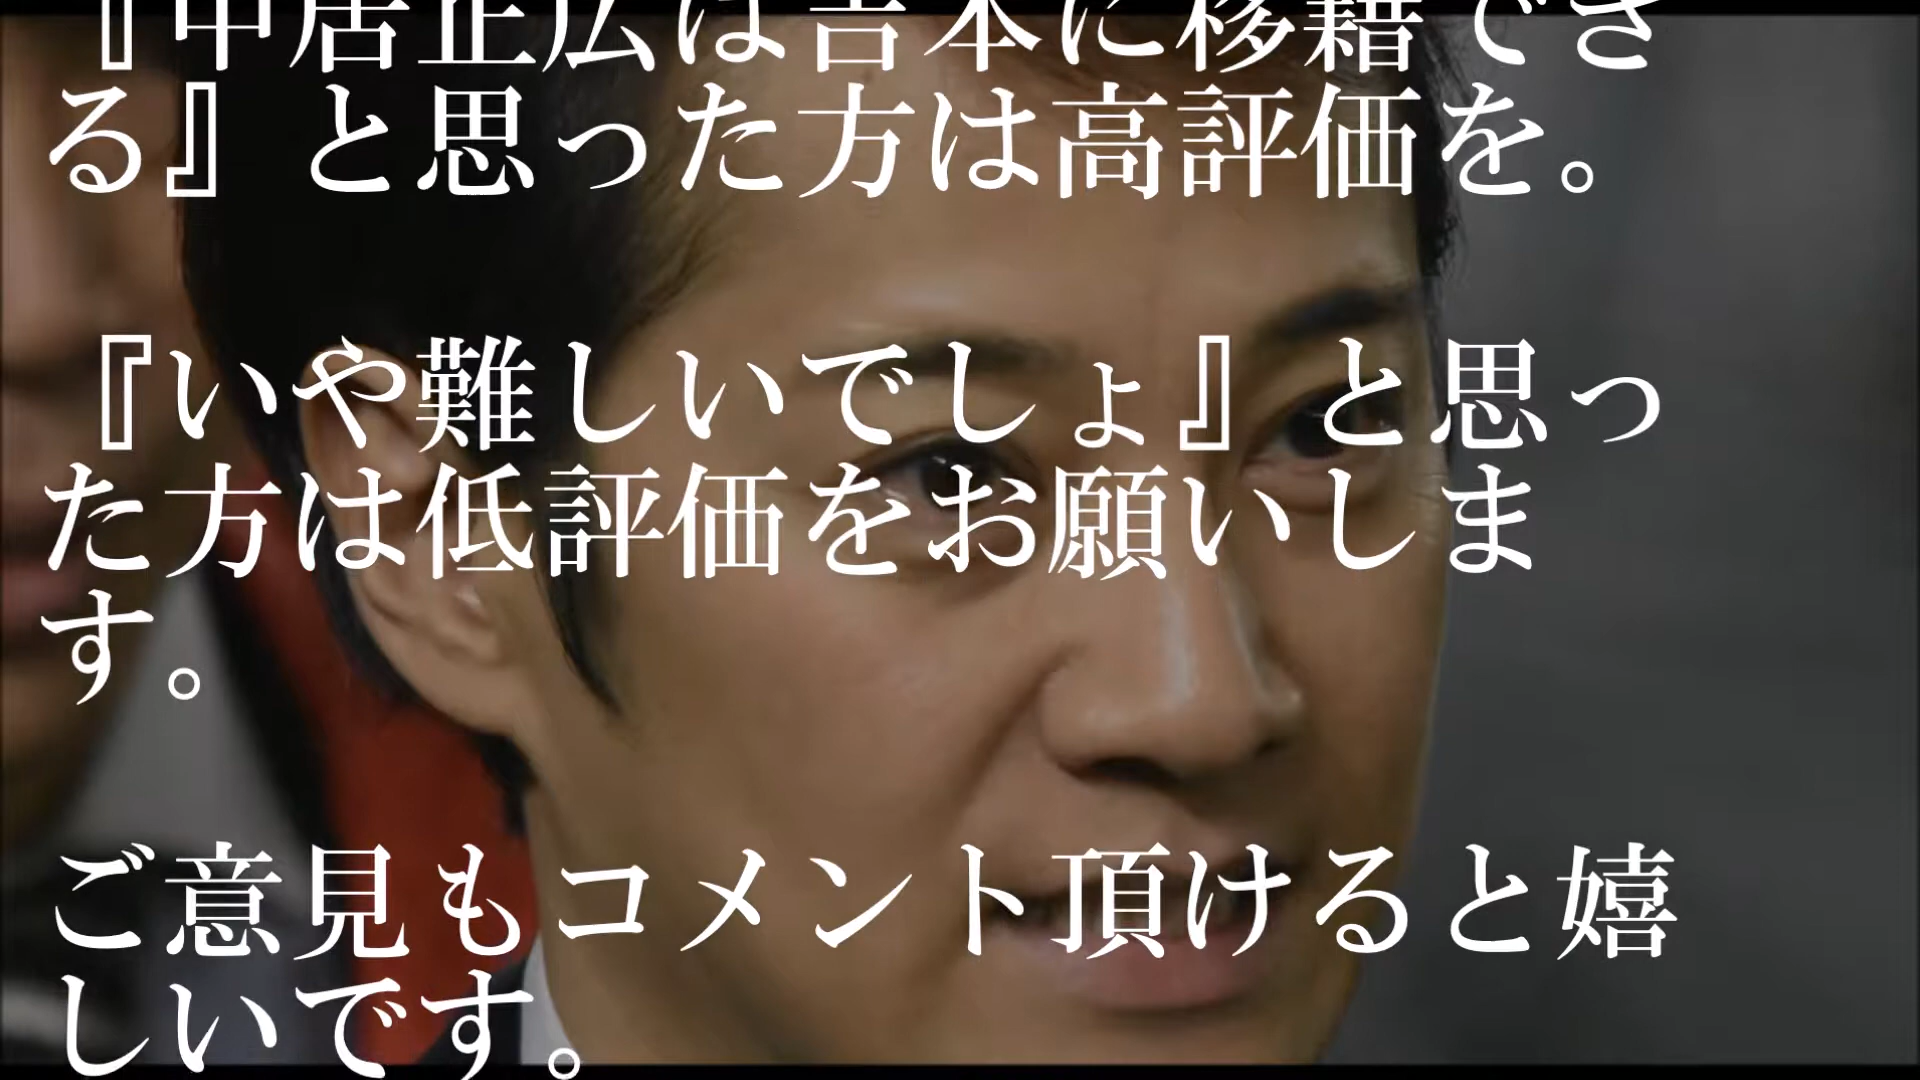 『中居正広は吉本に移籍でき
る』と思った方は高評価を。
『いや難しいでしょ』と思っ
た方は低評価をお願いしま
す。
ご意見もコメント頂けると嬉
しいです。